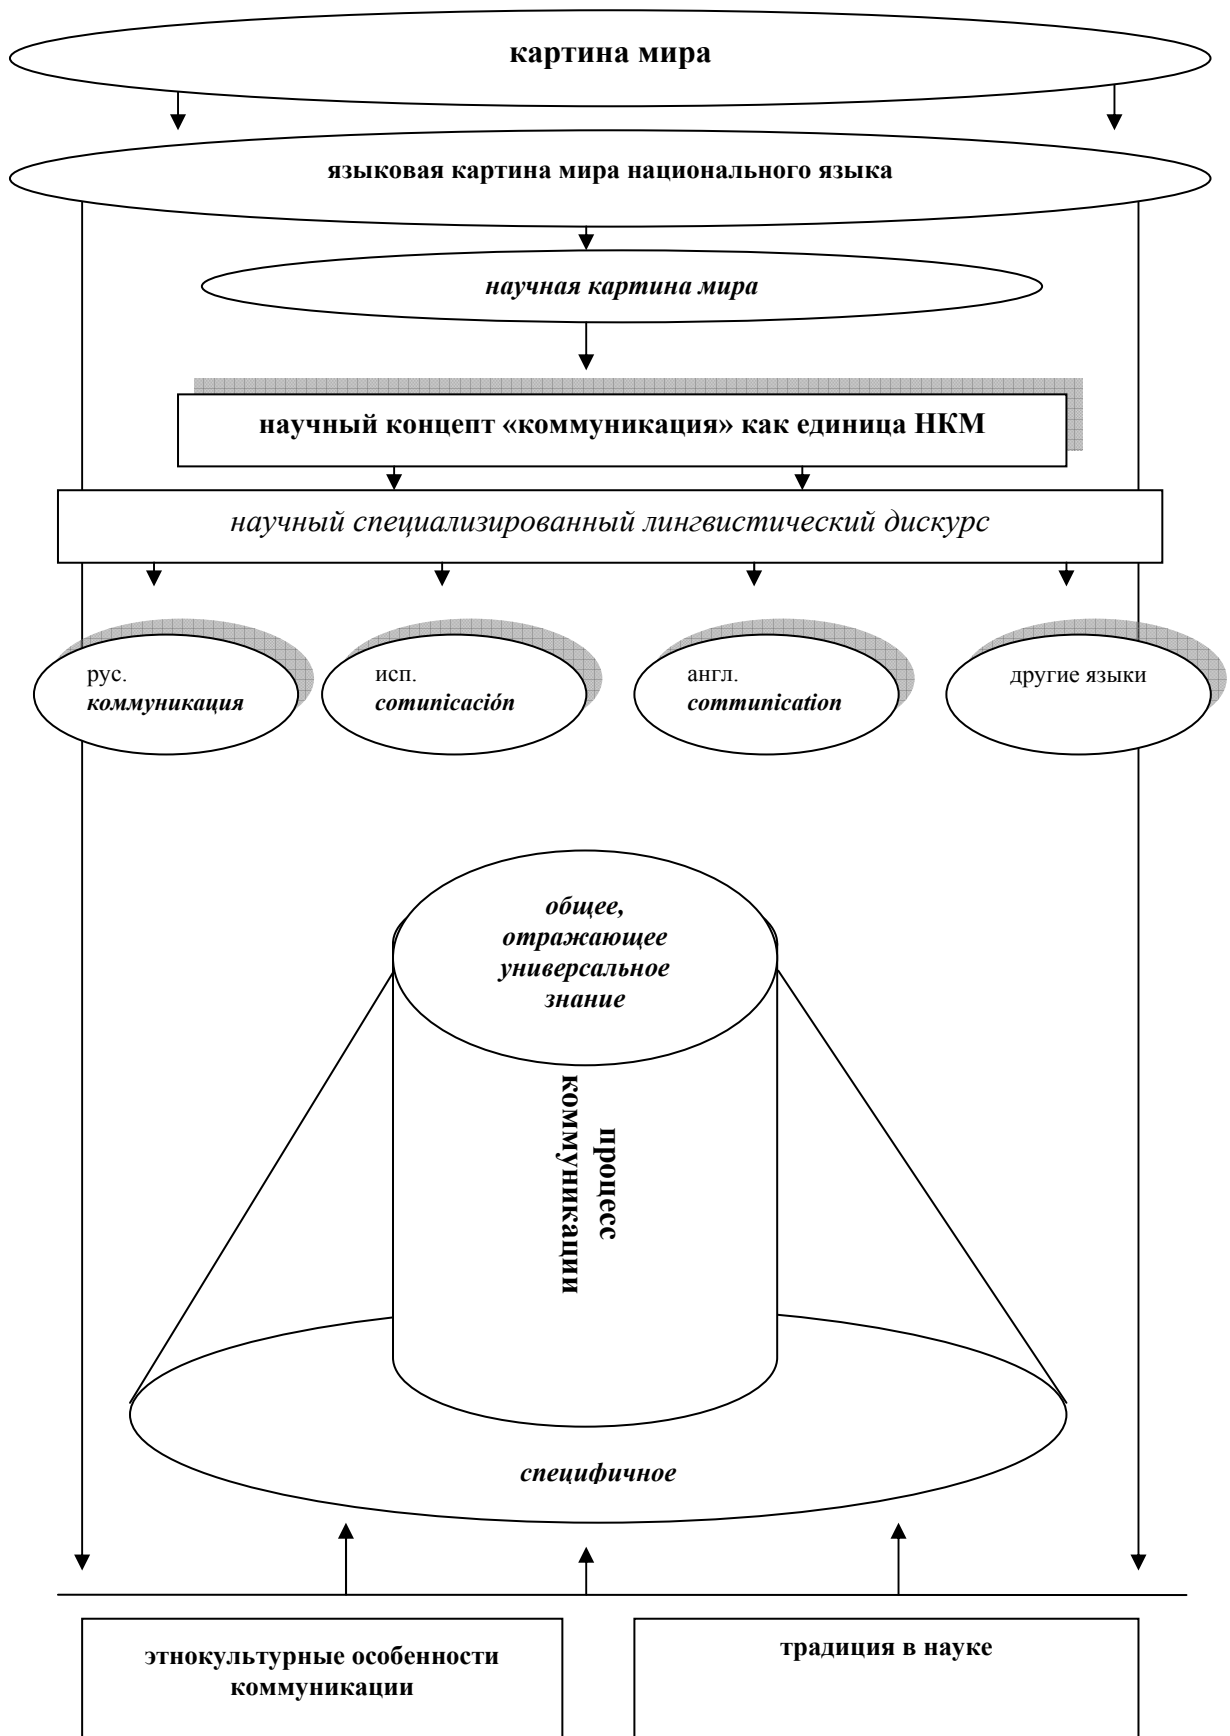 картина мира
языковая картина мира национального языка
научная картина мира
научный концепт «коммуникация» как единица НКМ
научный специализированный лингвистический дискурс
рус.
коммуникация
исп.
comunicación
англ.
communication
другие языки
общее,
отражающее
универсальное
знание
процесс
коммуникации
специфичное
этнокультурные особенности
коммуникации
традиция в науке